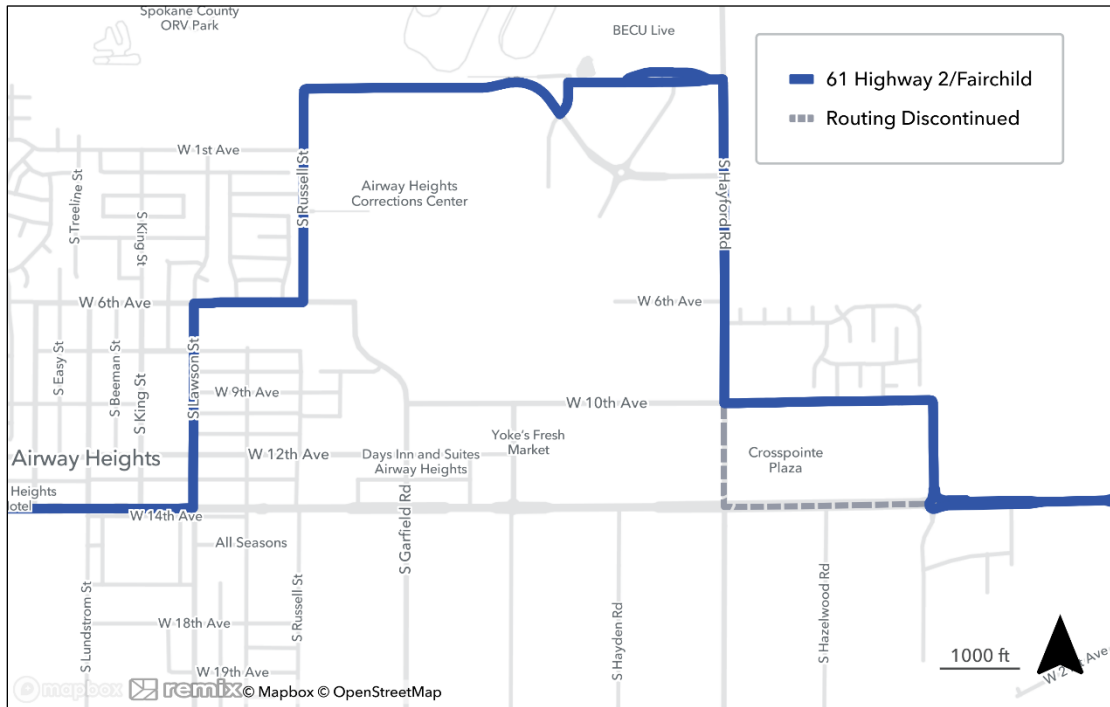 Spokane County
ORV Park
BECU Live
61 Highway 2/Fairchild
Routing Discontinued
W 1st Ave
S Treeline St
S King St
S Russell St
Airway Heights
Corrections Center
S Hayford Rd
W 6th Ave
W 6th Ave
S Easy St
S Beeman St
S King St
S Lawson St
W 9th Ave
W 10th Ave
Yoke's Fresh
Market
Airway Heights
W 12th Ave
Days Inn and Suites
Airway Heights
Crosspointe
Plaza
Heights
otel
W 14th Ave
S Garfield Rd
All Seasons
S Lundstrom St
S Russell St
S Hayden Rd
S Hazelwood Rd
W 18th Ave
W 19th Ave
1000 ft
W 2
st Ave
mapbox
remix
© Mapbox © OpenStreetMap